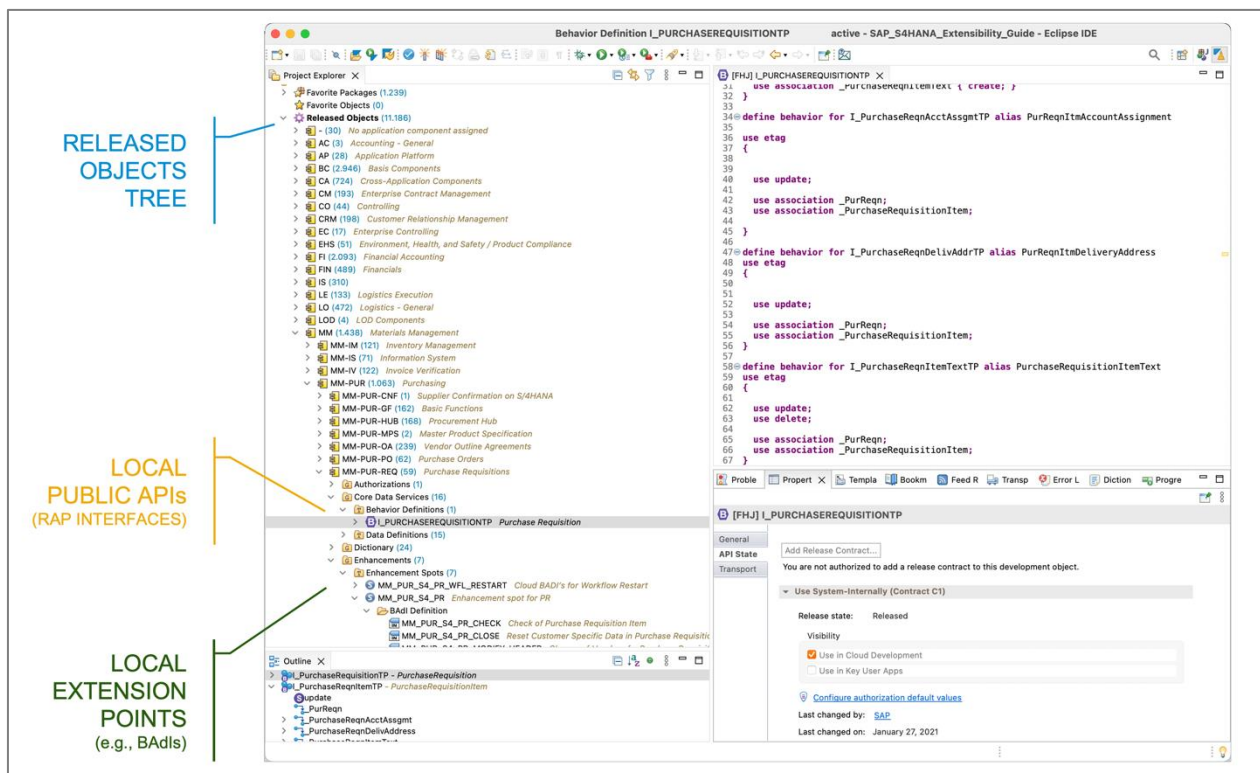 Behavior Definition I_PURCHASEREQUISITIONTP active - SAP_S4HANA_Extensibility_Guide - Eclipse IDE
RELEASED
OBJECTS
TREE
LOCAL
PUBLIC APIs
(RAP INTERFACES)
LOCAL
EXTENSION
POINTS
(e.g., BAdIs)
Project Explorer
Favorite Packages (1.239)
Favorite Objects (0)
Released Objects (11.186)
- (30) No application component assigned
AC (3) Accounting - General
AP (28) Application Platform
BC (2.946) Basis Components
CA (724) Cross-Application Components
CM (193) Enterprise Contract Management
CO (44) Controlling
CRM (198) Customer Relationship Management
EC (17) Enterprise Controlling
EHS (51) Environment, Health, and Safety / Product Compliance
FI (2.093) Financial Accounting
FIN (489) Financials
IS (310)
LE (133) Logistics Execution
LO (472) Logistics - General
LOD (4) LOD Components
MM (1.438) Materials Management
MM-IM (121) Inventory Management
MM-IS (71) Information System
MM-IV (122) Invoice Verification
MM-PUR (1.063) Purchasing
MM-PUR-CNF (1) Supplier Confirmation on S/4HANA
MM-PUR-GF (162) Basic Functions
MM-PUR-HUB (168) Procurement Hub
MM-PUR-MPS (2) Master Product Specification
MM-PUR-OA (239) Vendor Outline Agreements
MM-PUR-PO (62) Purchase Orders
MM-PUR-REQ (59) Purchase Requisitions
Authorizations (1)
Core Data Services (16)
Behavior Definitions (1)
I_PURCHASEREQUISITIONTP Purchase Requisition
Data Definitions (15)
Dictionary (24)
Enhancements (7)
Enhancement Spots (7)
MM_PUR_S4_PR_WFL_RESTART Cloud BADI's for Workflow Restart
MM_PUR_S4_PR Enhancement spot for PR
BAdI Definition
MM_PUR_S4_PR_CHECK Check of Purchase Requisition Item
MM_PUR_S4_PR_CLOSE Reset Customer Specific Data in Purchase Requisitic
Outline
I_PurchaseRequisitionTP - PurchaseRequisition
I_PurchaseReqnItemTP - PurchaseRequisitionItem
update
_PurReqn
_PurchaseReqnAcctAssgmt
_PurchaseReqnDelivAddress
_PurchaseReqnItemText
[FHJ] I_PURCHASEREQUISITIONTP
31 use association _PurchaseReqnItemText { create; }
32 }
33
34 define behavior for I_PurchaseReqnAcctAssgmtTP alias PurReqnItmAccountAssignment
35
36 use etag
37 {
38
39
40 use update;
41
42 use association _PurReqn;
43 use association _PurchaseRequisitionItem;
44
45 }
46
47 define behavior for I_PurchaseReqnDelivAddrTP alias PurReqnItmDeliveryAddress
48 use etag
49 {
50
51
52 use update;
53
54 use association _PurReqn;
55 use association _PurchaseRequisitionItem;
56 }
57
58 define behavior for I_PurchaseReqnItemTextTP alias PurchaseRequisitionItemText
59 use etag
60 {
61
62 use update;
63 use delete;
64
65 use association _PurReqn;
66 use association _PurchaseRequisitionItem;
67 }
Proble Propert Templa Bookm Feed R Transp Error L Diction Progre
[FHJ] I_PURCHASEREQUISITIONTP
General
API State
Transport
Add Release Contract...
You are not authorized to add a release contract to this development object.
Use System-Internally (Contract C1)
Release state: Released
Visibility
Use in Cloud Development
Use in Key User Apps
Configure authorization default values
Last changed by: SAP
Last changed on: January 27, 2021